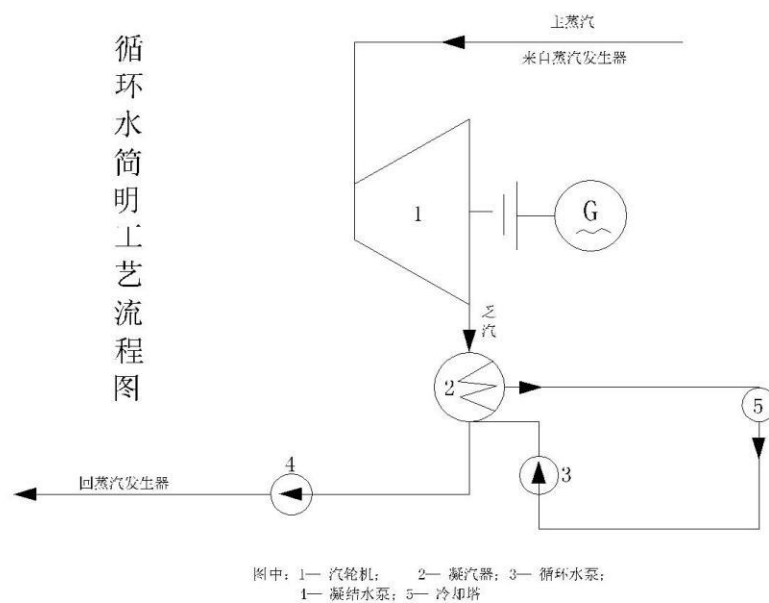 循环水简明工艺流程图
主蒸汽
来自蒸汽发生器
1
G
乏汽
2
5
4
3
回蒸汽发生器
图中：1— 汽轮机； 2— 凝汽器；3— 循环水泵；
4— 凝结水泵；5— 冷却塔